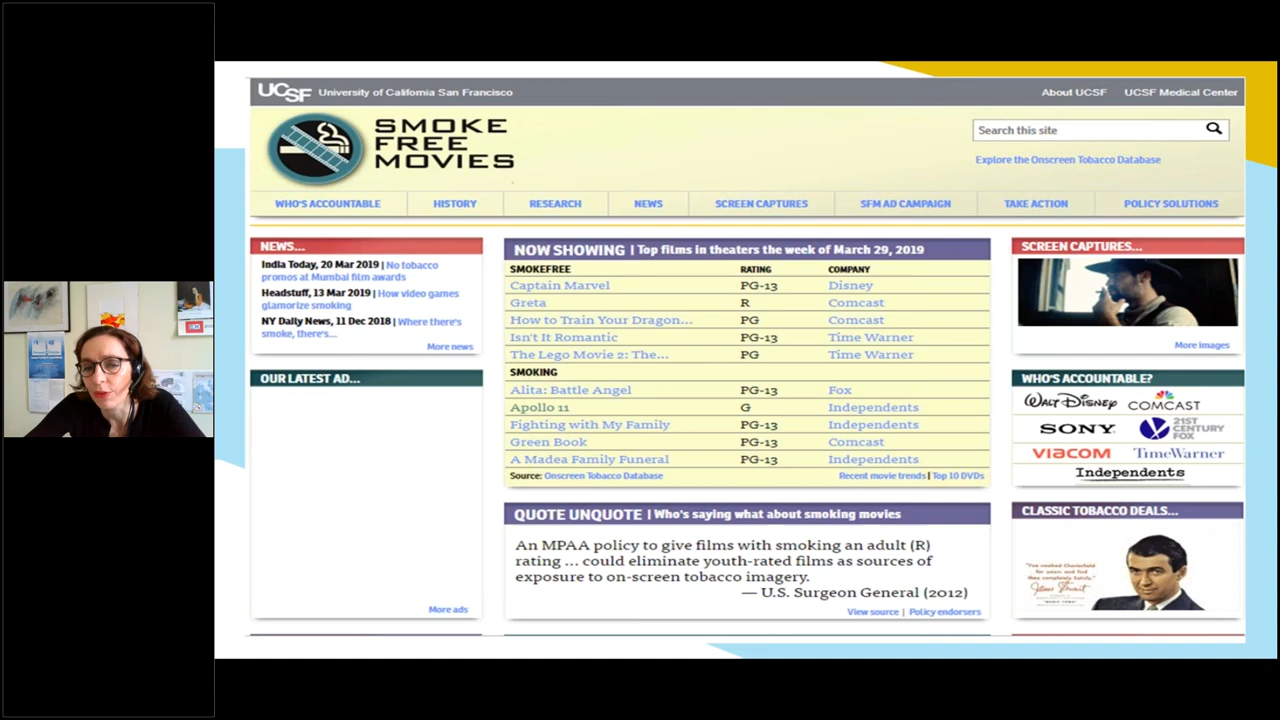 UCSF University of California San Francisco
About UCSF UCSF Medical Center
SMOKE
FREE
MOVIES
Search this site
Explore the Onscreen Tobacco Database
WHO'S ACCOUNTABLE HISTORY RESEARCH NEWS SCREEN CAPTURES SFM AD CAMPAIGN TAKE ACTION POLICY SOLUTIONS
NEWS...
India Today, 20 Mar 2019 | No tobacco
promos at Mumbai film awards
Headstuff, 13 Mar 2019 | How video games
glamorize smoking
NY Daily News, 11 Dec 2018 | Where there's
smoke, there's...
More news
OUR LATEST AD...
More ads
NOW SHOWING | Top films in theaters the week of March 29, 2019
SMOKEFREE RATING COMPANY
Captain Marvel PG-13 Disney
Greta R Comcast
How to Train Your Dragon... PG Comcast
Isn't It Romantic PG-13 Time Warner
The Lego Movie 2: The... PG Time Warner
SMOKING
Alita: Battle Angel PG-13 Fox
Apollo 11 G Independents
Fighting with My Family PG-13 Independents
Green Book PG-13 Comcast
A Madea Family Funeral PG-13 Independents
Source: Onscreen Tobacco Database Recent movie trends | Top 10 DVDs
QUOTE UNQUOTE | Who's saying what about smoking movies
An MPAA policy to give films with smoking an adult (R)
rating ... could eliminate youth-rated films as sources of
exposure to on-screen tobacco imagery.
— U.S. Surgeon General (2012)
View source | Policy endorsers
SCREEN CAPTURES...
More images
WHO'S ACCOUNTABLE?
WALT DISNEY COMCAST
SONY 21ST CENTURY FOX
VIACOM TimeWarner
Independents
CLASSIC TOBACCO DEALS...